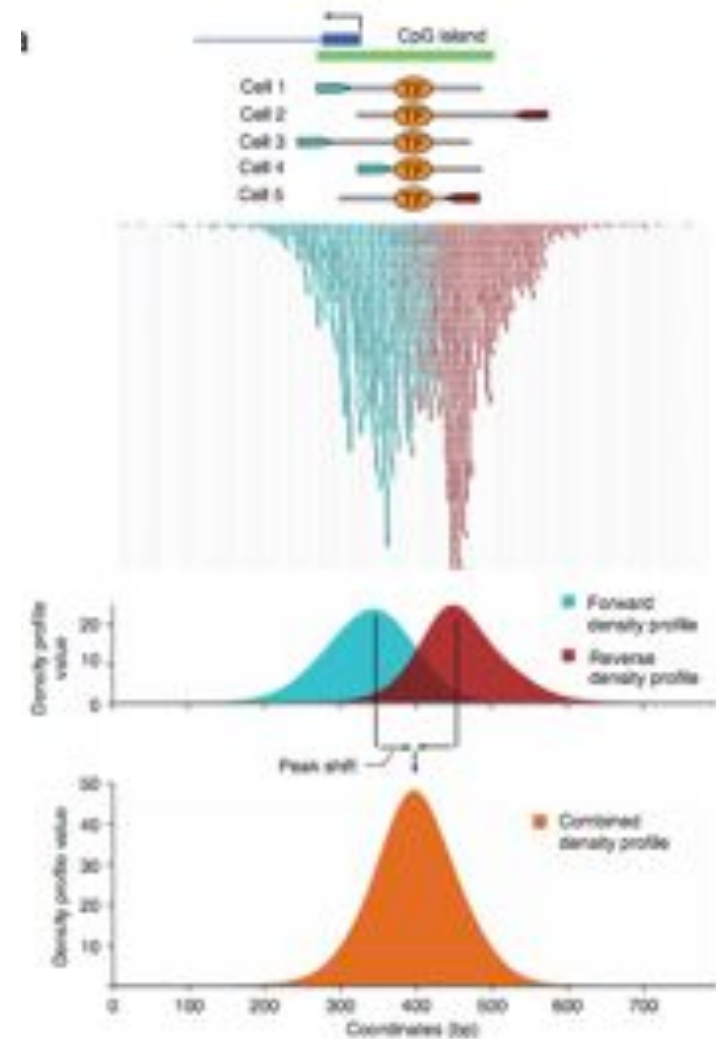 a
CpG island
Cell 1
Cell 2
Cell 3
Cell 4
Cell 5
TF
TF
TF
TF
TF
Density profile
value
20
10
0
Forward
density profile
Reverse
density profile
Peak shift
Density profile value
50
40
30
20
10
Combined
density profile
0 100 200 300 400 500 600 700
Coordinates (bp)